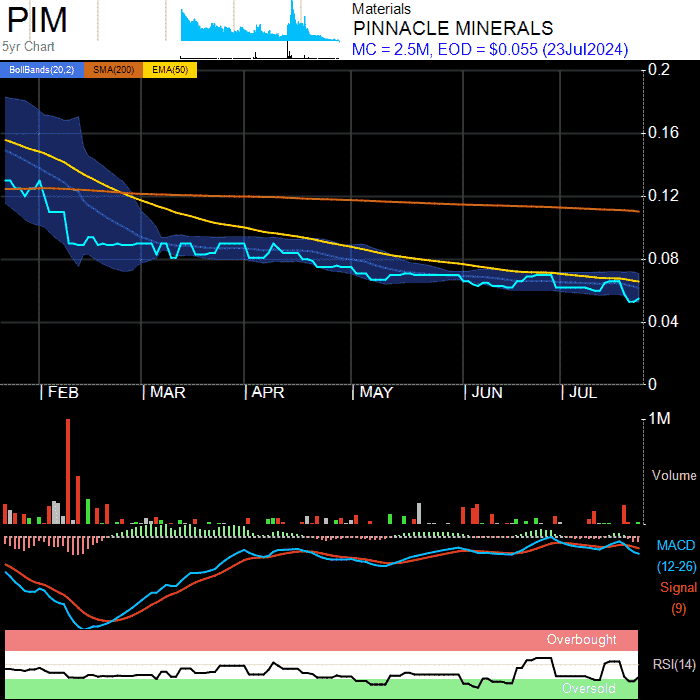 PIM
5yr Chart
Materials
PINNACLE MINERALS
MC = 2.5M, EOD = $0.055 (23Jul2024)
BollBands(20,2) SMA(200) EMA(50)
0.2
0.16
0.12
0.08
0.04
0
FEB MAR APR MAY JUN JUL
1M
Volume
MACD
(12-26)
Signal
(9)
Overbought
RSI(14)
Oversold